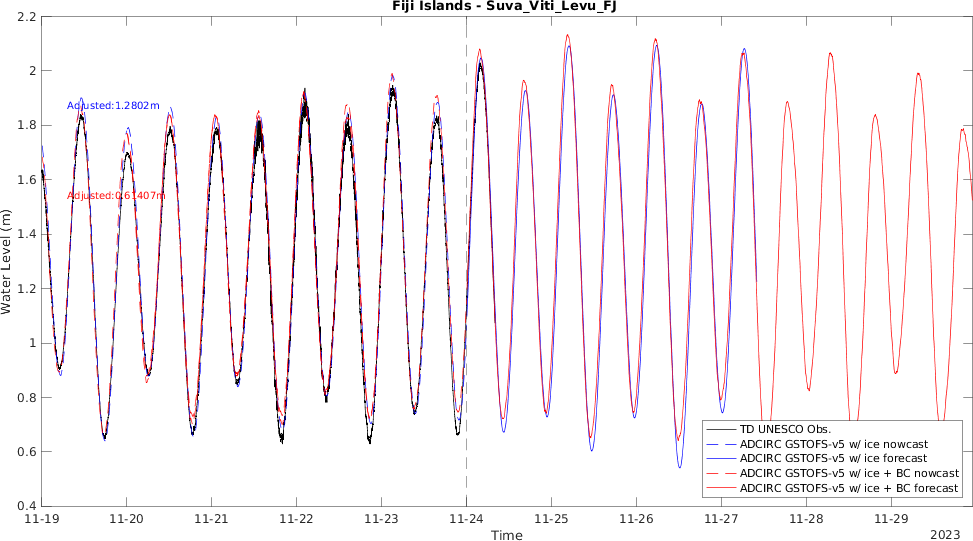 Fiji Islands - Suva_Viti_Levu_FJ
Water Level (m)
2.2
2
1.8
1.6
1.4
1.2
1
0.8
0.6
0.4
Adjusted:1.2802m
Adjusted:0.61407m
TD UNESCO Obs.
ADCIRC GSTOFS-v5 w/ ice nowcast
ADCIRC GSTOFS-v5 w/ ice forecast
ADCIRC GSTOFS-v5 w/ ice + BC nowcast
ADCIRC GSTOFS-v5 w/ ice + BC forecast
11-19 11-20 11-21 11-22 11-23 11-24 11-25 11-26 11-27 11-28 11-29
Time
2023